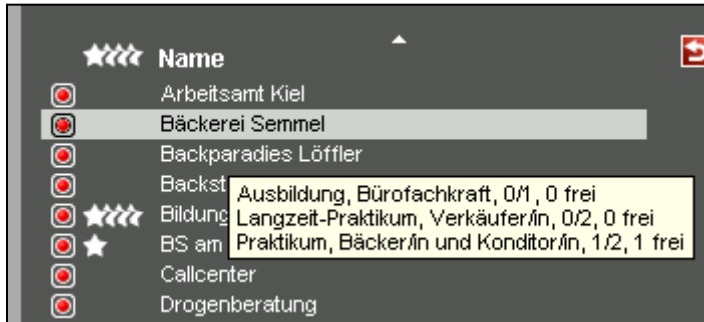 Name
Arbeitsamt Kiel
Bäckerei Semmel
Backparadies Löffler
Backst
Ausbildung, Bürofachkraft, 0/1, 0 frei
Bildung
Langzeit-Praktikum, Verkäufer/in, 0/2, 0 frei
BS am
Praktikum, Bäcker/in und Konditor/in, 1/2, 1 frei
Callcenter
Drogenberatung